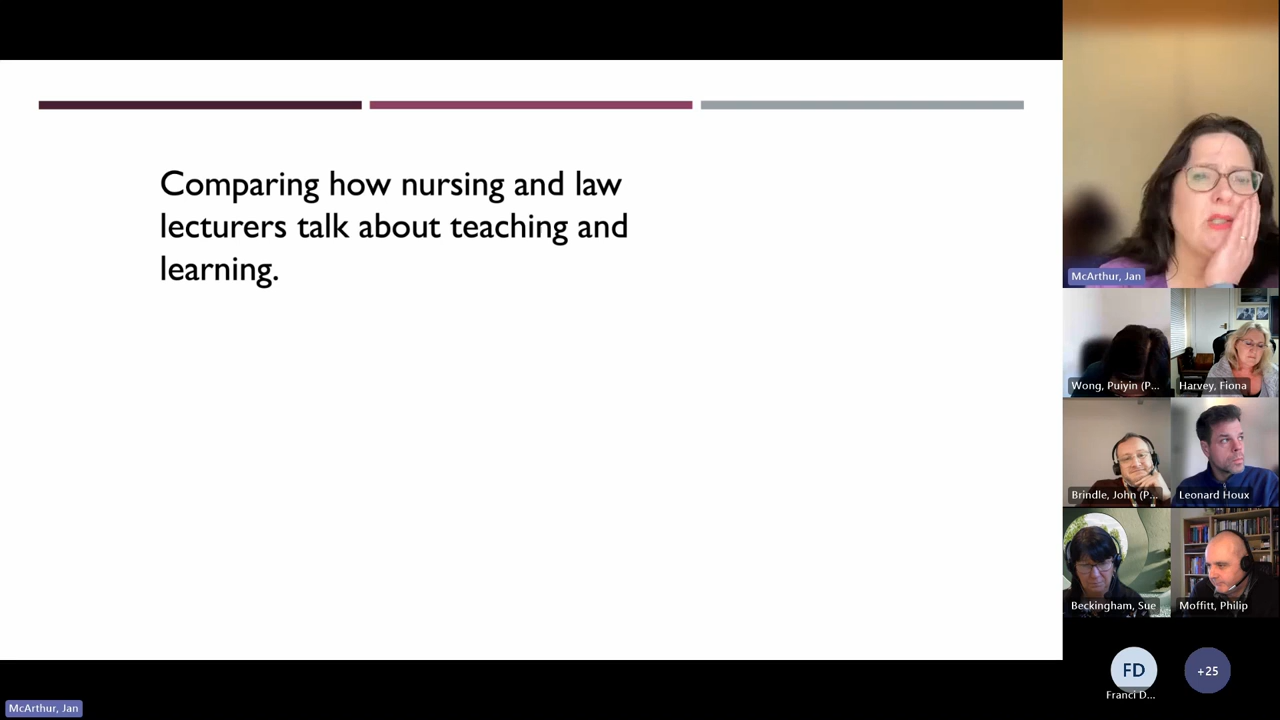 Comparing how nursing and law
lecturers talk about teaching and
learning.
McArthur, Jan
Wong, Puiyin (P...
Harvey, Fiona
Brindle, John (P...
Leonard Houx
Beckingham, Sue
Moffitt, Philip
FD
Franci D...
+25
McArthur, Jan